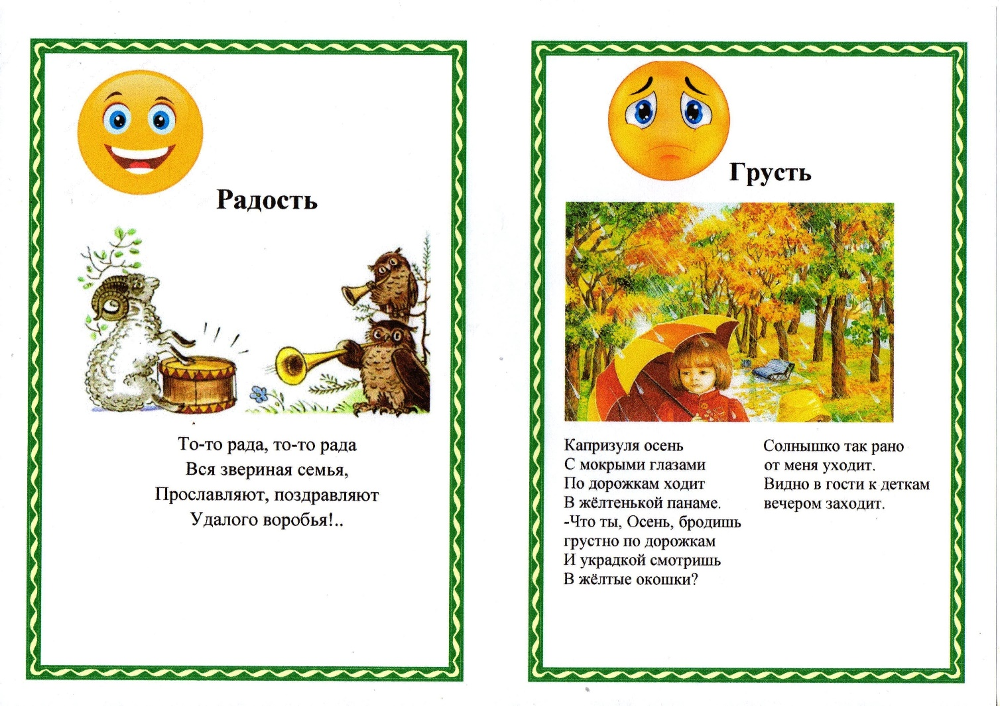 Радость
То-то рада, то-то рада
Вся звериная семья,
Прославляют, поздравляют
Удалого воробья!..
Грусть
Капризуля осень
С мокрыми глазами
По дорожкам ходит
В жёлтенькой панаме.
-Что ты, Осень, бродишь
грустно по дорожкам
И украдкой смотришь
В жёлтые окошки?
Солнышко так рано
от меня уходит.
Видно в гости к деткам
вечером заходит.